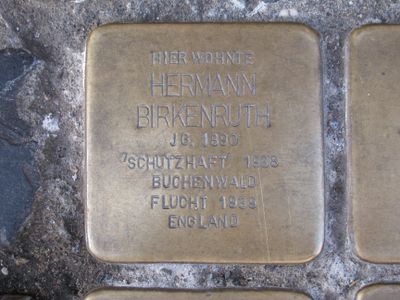 HIER WOHNTE
HERMANN
BIRKENRUTH
JG. 1890
"SCHUTZHAFT" 1938
BUCHENWALD
FLUCHT 1939
ENGLAND